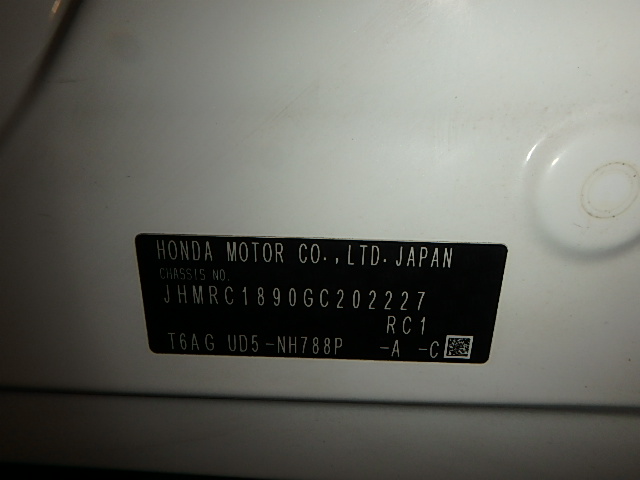 HONDA MOTOR CO.,LTD.JAPAN
CHASSIS NO.
JHMRC1890GC202227
RC1
T6AG UD5-NH788P -A -C